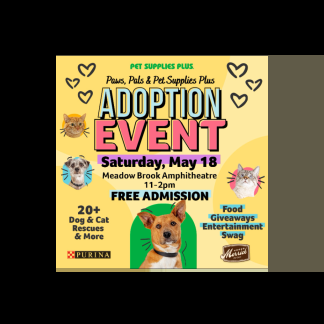 PET SUPPLIES PLUS
Paws, Pals & Pet Supplies Plus
ADOPTION
EVENT
Saturday, May 18
Meadow Brook Amphitheatre
11-2pm
FREE ADMISSION
20+
Dog & Cat
Rescues
& More
Food
Giveaways
Entertainment
Swag
PURINA
Merrick